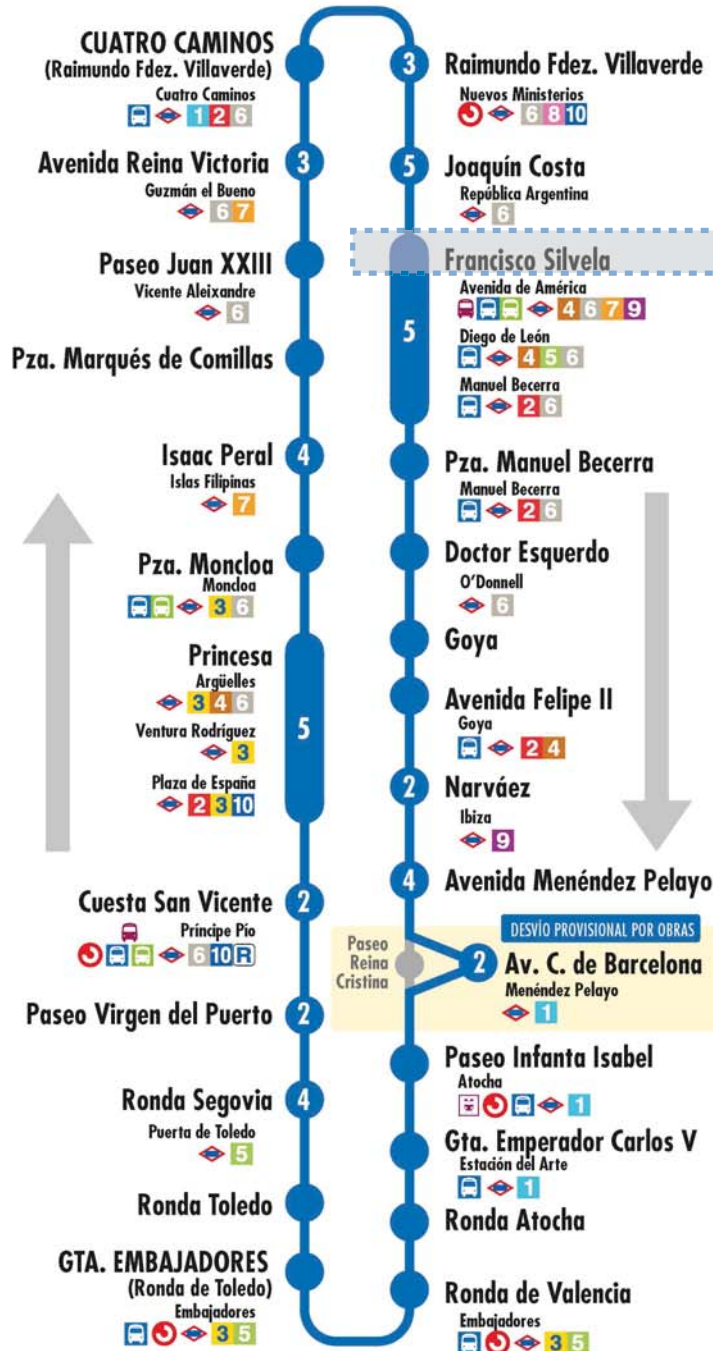 CUATRO CAMINOS
(Raimundo Fdez. Villaverde)
Cuatro Caminos
1 2 6
3
Avenida Reina Victoria
Guzmán el Bueno
6 7
Paseo Juan XXIII
Vicente Aleixandre
6
Pza. Marqués de Comillas
Isaac Peral
4
Islas Filipinas
7
Pza. Moncloa
Moncloa
3 6
Princesa
Argüelles
3 4 6
5
Ventura Rodríguez
3
Plaza de España
2 3 10
Cuesta San Vicente
2
Príncipe Pío
6 10 R
Paseo Virgen del Puerto
2
Ronda Segovia
4
Puerta de Toledo
5
Ronda Toledo
GTA. EMBAJADORES
(Ronda de Toledo)
Embajadores
3 5
3
Raimundo Fdez. Villaverde
Nuevos Ministerios
6 8 10
5
Joaquín Costa
República Argentina
6
Francisco Silvela
Avenida de América
4 6 7 9
5
Diego de León
4 5 6
Manuel Becerra
2 6
Pza. Manuel Becerra
Manuel Becerra
2 6
Doctor Esquerdo
O'Donnell
6
Goya
Avenida Felipe II
Goya
2 4
2
Narváez
Ibiza
9
4
Avenida Menéndez Pelayo
DESVÍO PROVISIONAL POR OBRAS
Paseo
Reina
Cristina
2
Av. C. de Barcelona
Menéndez Pelayo
1
Paseo Infanta Isabel
Atocha
1
Gta. Emperador Carlos V
Estación del Arte
1
Ronda Atocha
Ronda de Valencia
Embajadores
3 5